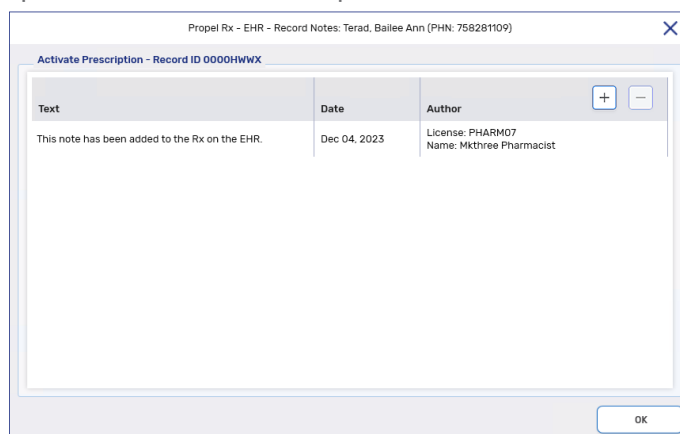 Propel Rx - EHR - Record Notes: Terad, Bailee Ann (PHN: 758281109)
Activate Prescription - Record ID 0000HWWX
Text
Date
Author
This note has been added to the Rx on the EHR.
Dec 04, 2023
License: PHARM07
Name: Mkthree Pharmacist
OK